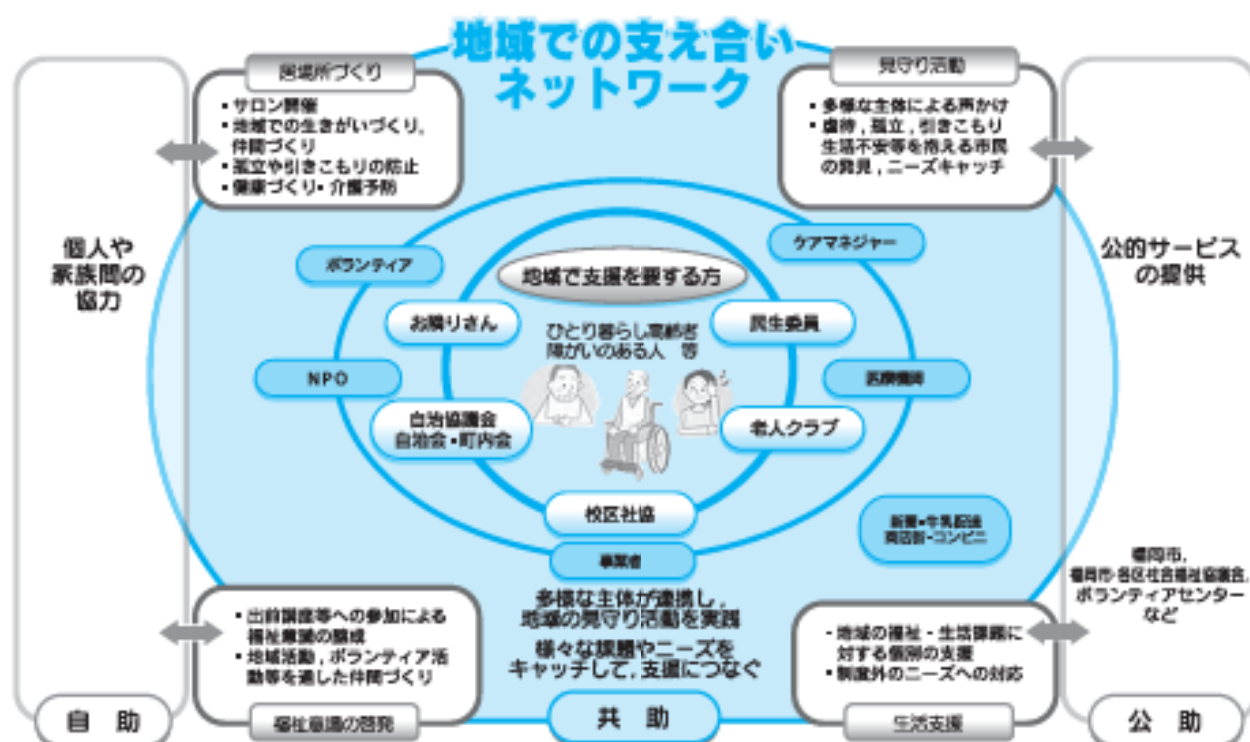 地域での支え合い
ネットワーク
居場所づくり
・サロン開催
・地域での生きがいづくり,
仲間づくり
・孤立や引きこもりの防止
・健康づくり・介護予防
見守り活動
・多様な主体による声かけ
・虐待,孤立,引きこもり
生活不安等を抱える市民
の発見,ニーズキャッチ
個人や
家族間の
協力
公的サービス
の提供
ボランティア
ケアマネジャー
地域で支援を要する方
お隣りさん
民生委員
ひとり暮らし高齢者
障がいのある人 等
NPO
医療機関
自治協議会
自治会・町内会
老人クラブ
校区社協
事業者
新聞・牛乳配達
商店街・コンビニ
多様な主体が連携し,
地域の見守り活動を実践
様々な課題やニーズを
キャッチして,支援につなぐ
福岡市,
福岡市・各区社会福祉協議会,
ボランティアセンター
など
・出前講座等への参加による
福祉意識の醸成
・地域活動,ボランティア活
動等を通した仲間づくり
福祉意識の啓発
・地域の福祉・生活課題に
対する個別の支援
・制度外のニーズへの対応
生活支援
自 助
共 助
公 助